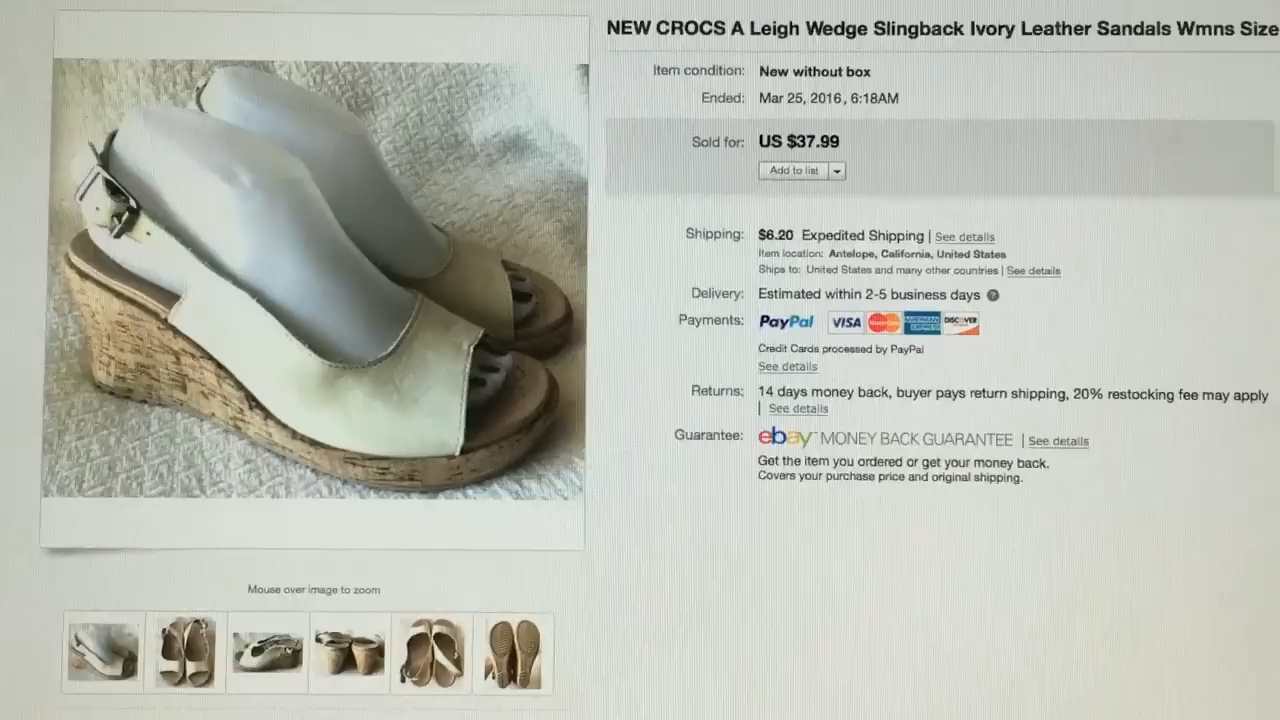 NEW CROCS A Leigh Wedge Slingback Ivory Leather Sandals Wmns Size
Item condition: New without box
Ended: Mar 25, 2016, 6:18AM
Sold for: US $37.99
Add to list
Shipping: $6.20 Expedited Shipping | See details
Item location: Antelope, California, United States
Ships to: United States and many other countries | See details
Delivery: Estimated within 2-5 business days ?
Payments: PayPal VISA MasterCard AMERICAN EXPRESS DISCOVER
Credit Cards processed by PayPal
See details
Returns: 14 days money back, buyer pays return shipping, 20% restocking fee may apply
| See details
Guarantee: ebay MONEY BACK GUARANTEE | See details
Get the item you ordered or get your money back.
Covers your purchase price and original shipping.
Mouse over image to zoom